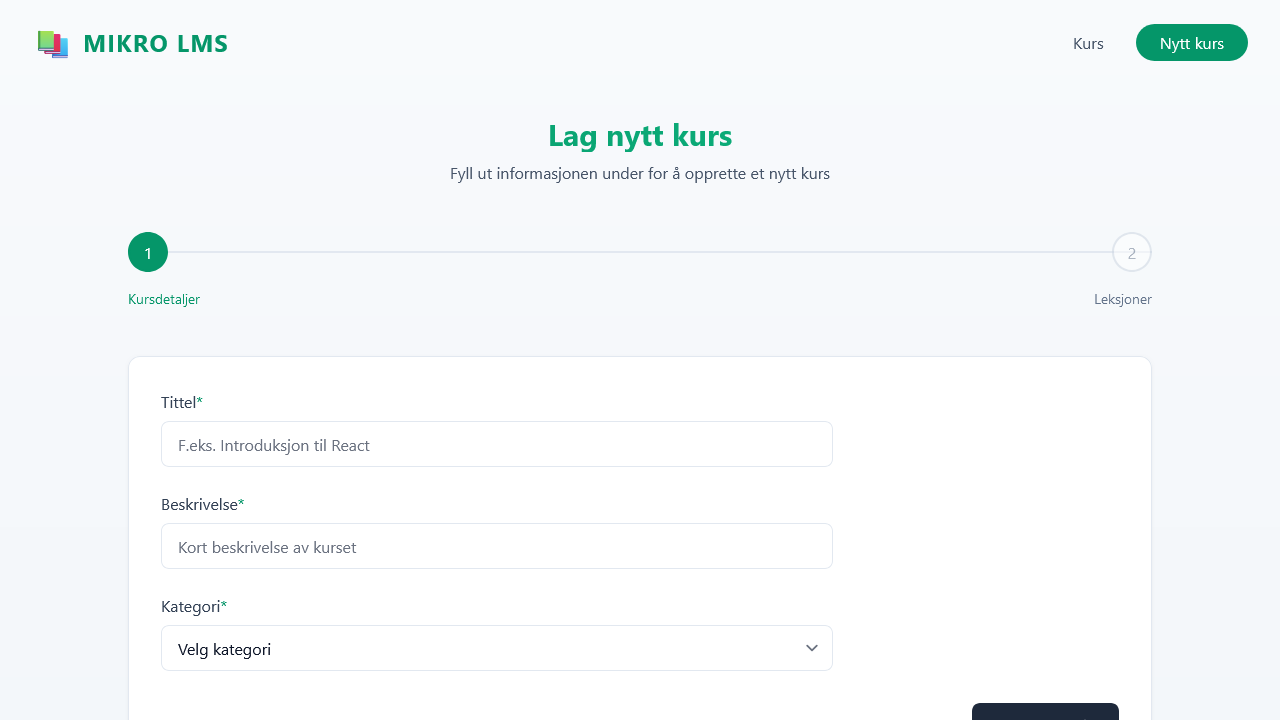 MIKRO LMS
Kurs
Nytt kurs
Lag nytt kurs
Fyll ut informasjonen under for å opprette et nytt kurs
1
2
Kursdetaljer
Leksjoner
Tittel*
F.eks. Introduksjon til React
Beskrivelse*
Kort beskrivelse av kurset
Kategori*
Velg kategori